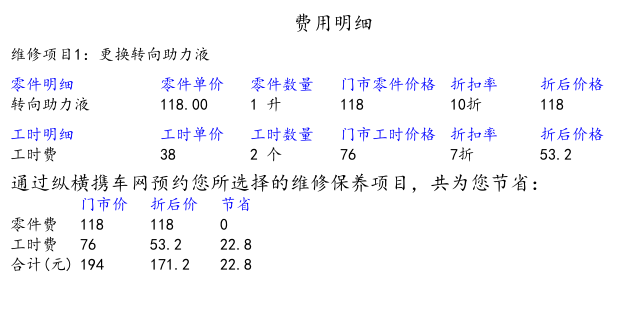 费用明细
维修项目1: 更换转向助力液
零件明细 零件单价 零件数量 门市零件价格 折扣率 折后价格
转向助力液 118.00 1 升 118 10折 118
工时明细 工时单价 工时数量 门市工时价格 折扣率 折后价格
工时费 38 2 个 76 7折 53.2
通过纵横携车网预约您所选择的维修保养项目，共为您节省：
门市价 折后价 节省
零件费 118 118 0
工时费 76 53.2 22.8
合计(元) 194 171.2 22.8